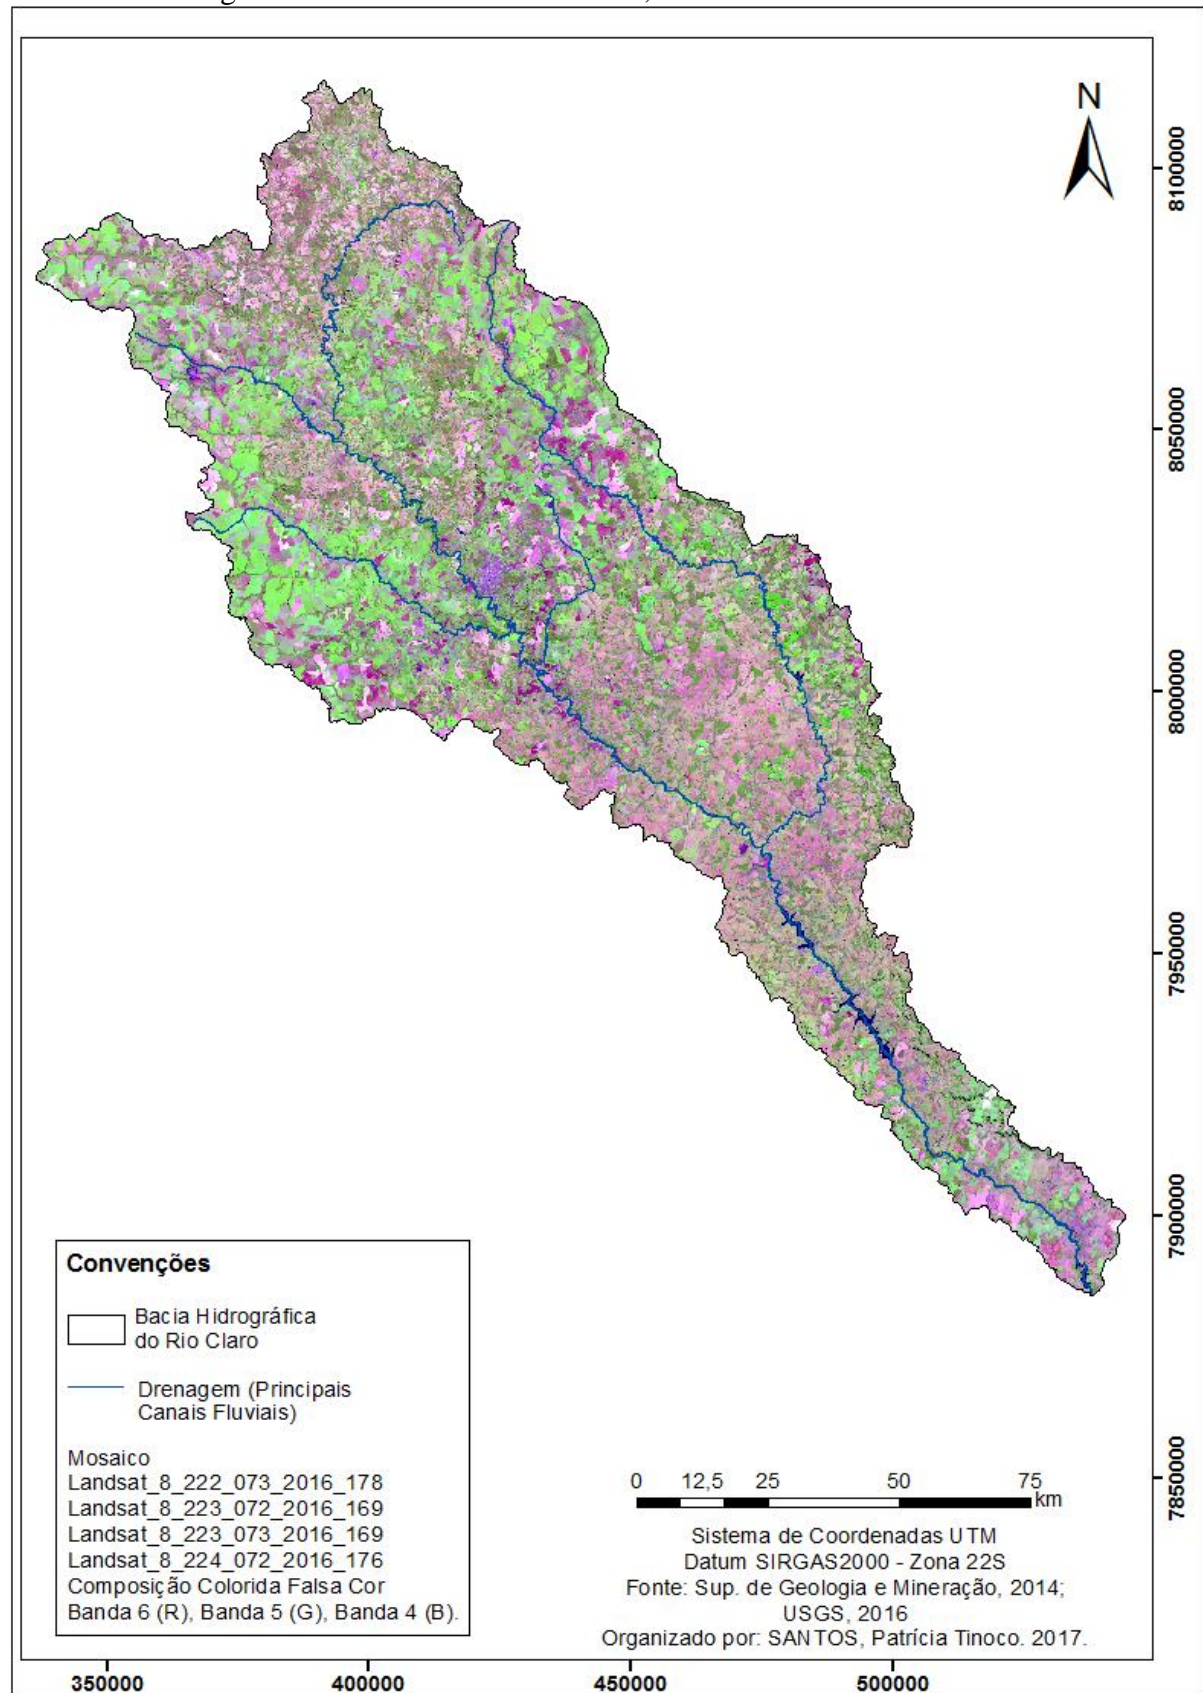 N
8100000
8050000
8000000
7950000
7900000
7850000
Convenções
Bacia Hidrográfica
do Rio Claro
Drenagem (Principais
Canais Fluviais)
Mosaico
Landsat_8_222_073_2016_178
Landsat_8_223_072_2016_169
Landsat_8_223_073_2016_169
Landsat_8_224_072_2016_176
Composição Colorida Falsa Cor
Banda 6 (R), Banda 5 (G), Banda 4 (B).
0 12,5 25 50 75
km
Sistema de Coordenadas UTM
Datum SIRGAS2000 - Zona 22S
Fonte: Sup. de Geologia e Mineração, 2014;
USGS, 2016
Organizado por: SANTOS, Patrícia Tinoco. 2017.
350000 400000 450000 500000